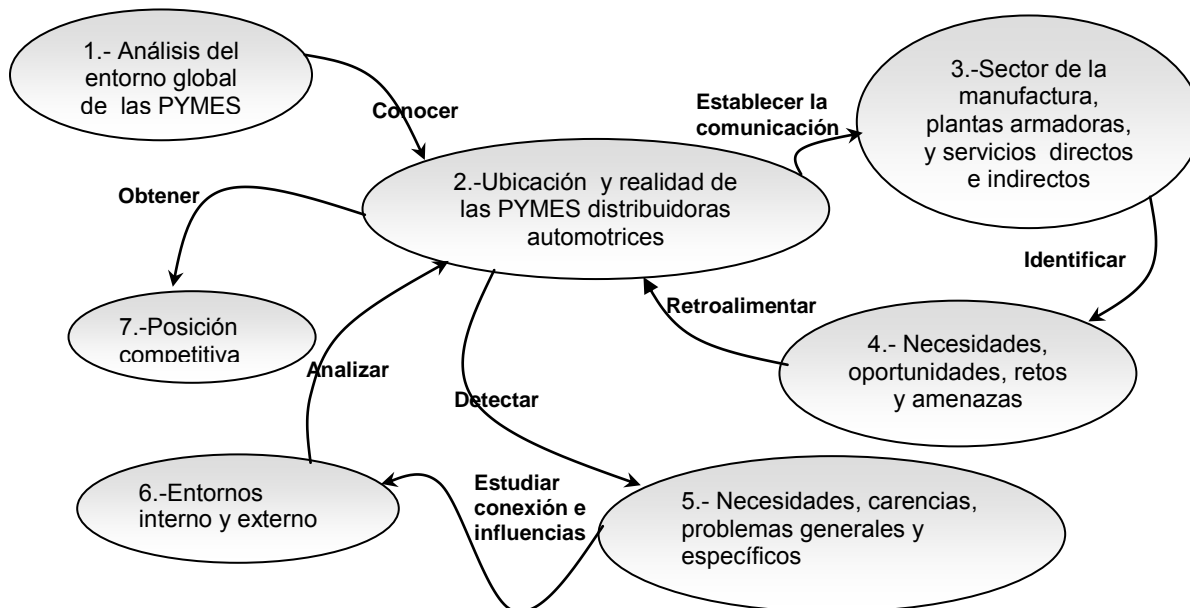 1.- Análisis del
entorno global
de las PYMES
Conocer
2.-Ubicación y realidad de
las PYMES distribuidoras
automotrices
Establecer la
comunicación
3.-Sector de la
manufactura,
plantas armadoras,
y servicios directos
e indirectos
Identificar
4.- Necesidades,
oportunidades, retos
y amenazas
Retroalimentar
Obtener
7.-Posición
competitiva
Analizar
Detectar
5.- Necesidades, carencias,
problemas generales y
específicos
Estudiar
conexión e
influencias
6.-Entornos
interno y externo